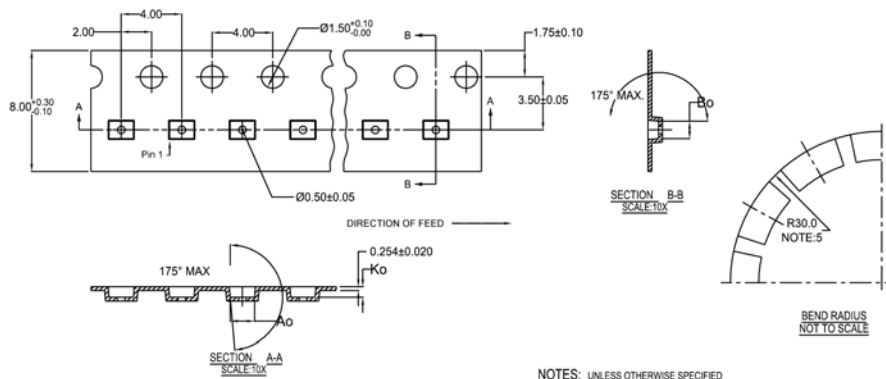 4.00
2.00
4.00
Ø1.50 +0.10 -0.00
B
1.75±0.10
8.00 +0.30 -0.10
A
A
3.50±0.05
Pin 1
Ø0.50±0.05
B
DIRECTION OF FEED
175° MAX.
Bo
SECTION B-B
SCALE:10X
R30.0
NOTE:5
BEND RADIUS
NOT TO SCALE
0.254±0.020
175° MAX
Ko
Ao
SECTION A-A
SCALE:10X
NOTES: UNLESS OTHERWISE SPECIFIED